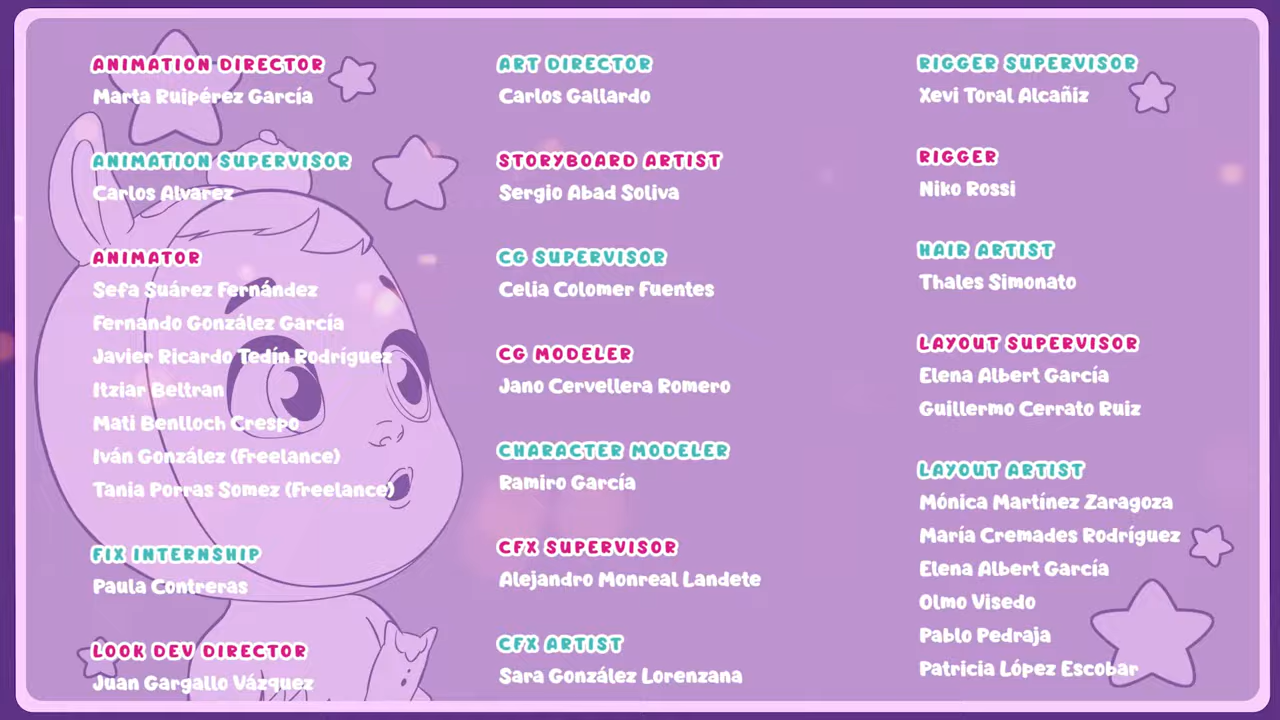 ANIMATION DIRECTOR
Marta Ruipérez García
ANIMATION SUPERVISOR
Carlos Alvarez
ANIMATOR
Sefa Suárez Fernández
Fernando González García
Javier Ricardo Tedín Rodríguez
Itziar Beltran
Mati Benlloch Crespo
Iván González (Freelance)
Tania Porras Somez (Freelance)
FIX INTERNSHIP
Paula Contreras
LOOK DEV DIRECTOR
Juan Gargallo Vázquez
ART DIRECTOR
Carlos Gallardo
STORYBOARD ARTIST
Sergio Abad Soliva
CG SUPERVISOR
Celia Colomer Fuentes
CG MODELER
Jano Cervellera Romero
CHARACTER MODELER
Ramiro García
CFX SUPERVISOR
Alejandro Monreal Landete
CFX ARTIST
Sara González Lorenzana
RIGGER SUPERVISOR
Xevi Toral Alcañiz
RIGGER
Niko Rossi
HAIR ARTIST
Thales Simonato
LAYOUT SUPERVISOR
Elena Albert García
Guillermo Cerrato Ruiz
LAYOUT ARTIST
Mónica Martínez Zaragoza
María Cremades Rodríguez
Elena Albert García
Olmo Visedo
Pablo Pedraja
Patricia López Escobar